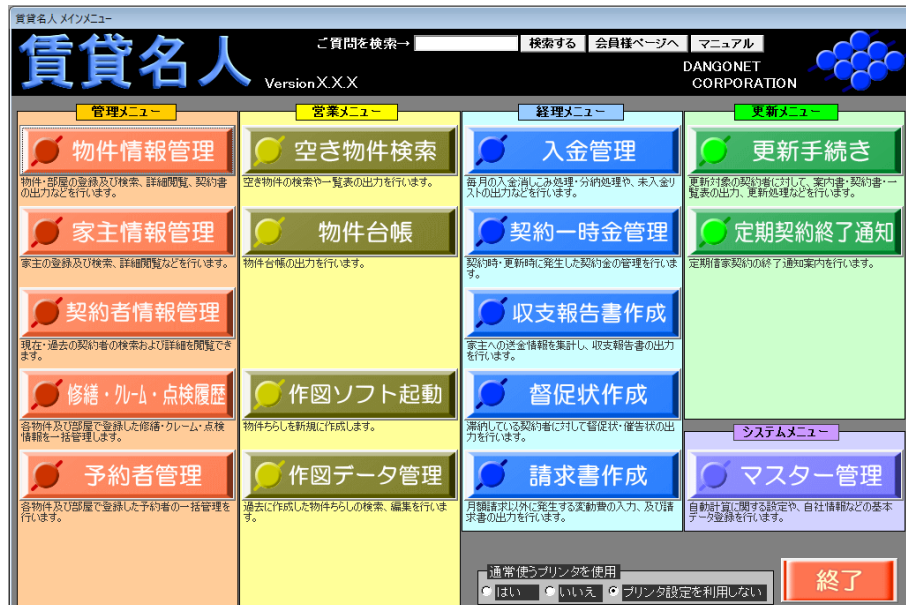 賃貸名人 メインメニュー
賃貸名人
VersionX.X.X
ご質問を検索→
検索する
会員様ページへ
マニュアル
DANGONET
CORPORATION
管理メニュー
物件情報管理
物件・部屋の登録及び検索、詳細閲覧、契約書
の出力などを行います。
家主情報管理
家主の登録及び検索、詳細閲覧などを行います。
契約者情報管理
現在・過去の契約者の検索および詳細を閲覧でき
ます。
修繕・クレーム・点検履歴
各物件及び部屋で登録した修繕・クレーム・点検
情報を一括管理します。
予約者管理
各物件及び部屋で登録した予約者の一括管理を
行います。
営業メニュー
空き物件検索
空き物件の検索や一覧表の出力を行います。
物件台帳
物件台帳の出力を行います。
作図ソフト起動
物件ちらしを新規に作成します。
作図データ管理
過去に作成した物件ちらしの検索、編集を行いま
す。
経理メニュー
入金管理
毎月の入金消しこみ処理・分納処理や、未入金リ
ストの出力などを行います。
契約一時金管理
契約時・更新時に発生した契約金の管理を行いま
す。
収支報告書作成
家主への送金情報を集計し、収支報告書の出力
を行います。
督促状作成
滞納している契約者に対して督促状・催告状の出
力を行います。
請求書作成
月額請求以外に発生する変動費の入力、及び請
求書の出力を行います。
更新メニュー
更新手続き
更新対象の契約者に対して、案内書・契約書・一
覧表の出力、更新処理などを行います。
定期契約終了通知
定期借家契約の終了通知案内を行います。
システムメニュー
マスター管理
自動計算に関する設定や、自社情報などの基本
データ登録を行います。
通常使うプリンタを使用
はい
いいえ
プリンタ設定を利用しない
終了